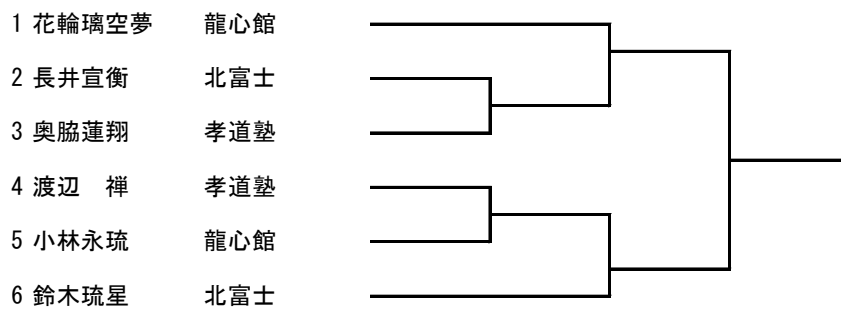 1 花輪璃空夢 龍心館
2 長井宣衡 北富士
3 奥脇蓮翔 孝道塾
4 渡辺　禅 孝道塾
5 小林永琉 龍心館
6 鈴木琉星 北富士